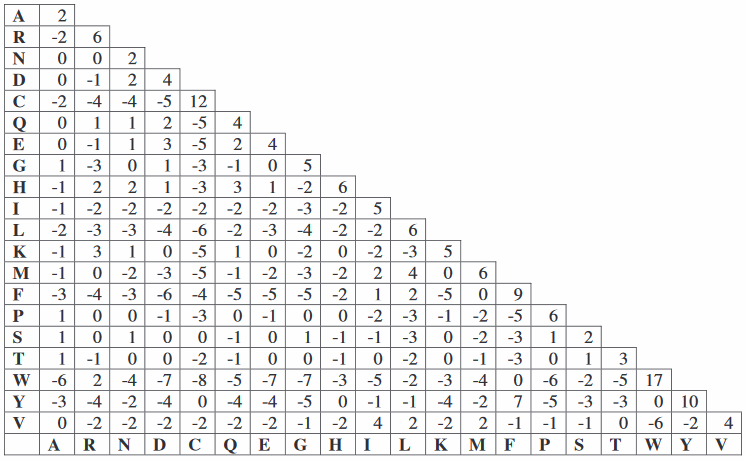 A 2
R -2 6
N 0 0 2
D 0 -1 2 4
C -2 -4 -4 -5 12
Q 0 1 1 2 -5 4
E 0 -1 1 3 -5 2 4
G 1 -3 0 1 -3 -1 0 5
H -1 2 2 1 -3 3 1 -2 6
I -1 -2 -2 -2 -2 -2 -2 -3 -2 5
L -2 -3 -3 -4 -6 -2 -3 -4 -2 -2 6
K -1 3 1 0 -5 1 0 -2 0 -2 -3 5
M -1 0 -2 -3 -5 -1 -2 -3 -2 2 4 0 6
F -3 -4 -3 -6 -4 -5 -5 -5 -2 1 2 -5 0 9
P 1 0 0 -1 -3 0 -1 0 0 -2 -3 -1 -2 -5 6
S 1 0 1 0 0 -1 0 1 -1 -1 -3 0 -2 -3 1 2
T 1 -1 0 0 -2 -1 0 0 -1 0 -2 0 -1 -3 0 1 3
W -6 2 -4 -7 -8 -5 -7 -7 -3 -5 -2 -3 -4 0 -6 -2 -5 17
Y -3 -4 -2 -4 0 -4 -4 -5 0 -1 -1 -4 -2 7 -5 -3 -3 0 10
V 0 -2 -2 -2 -2 -2 -2 -1 -2 4 2 -2 2 -1 -1 -1 0 -6 -2 4
A R N D C Q E G H I L K M F P S T W Y V